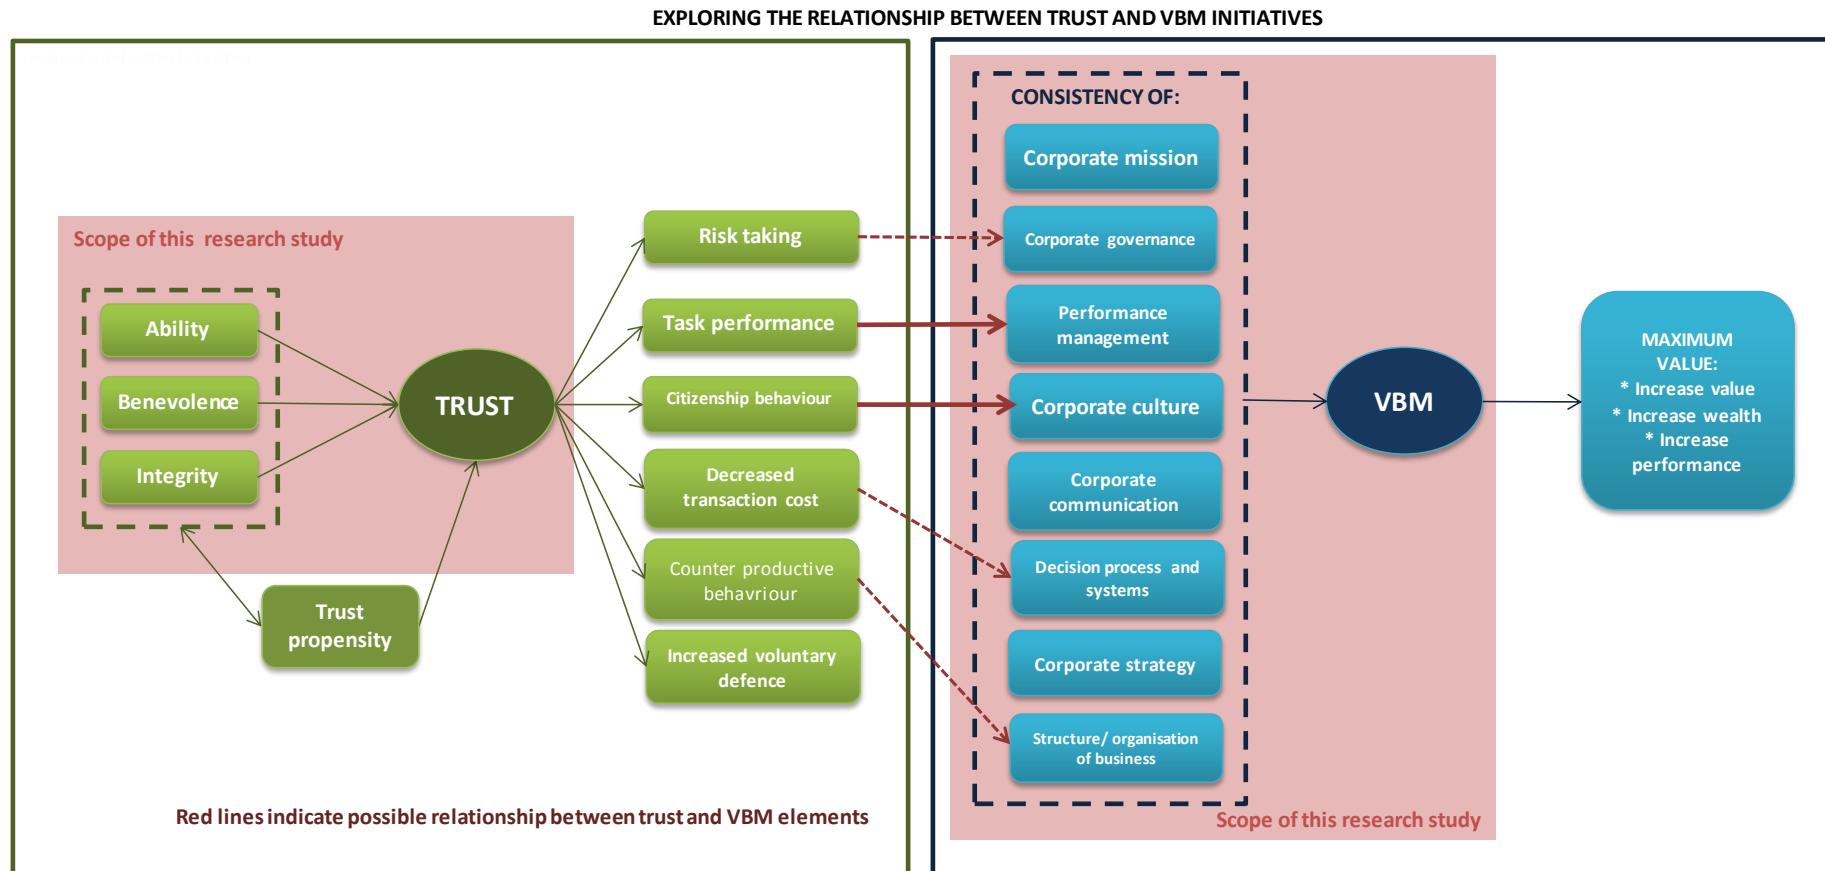 EXPLORING THE RELATIONSHIP BETWEEN TRUST AND VBM INITIATIVES
Scope of this research study
Ability
Benevolence
Integrity
Trust
propensity
TRUST
Risk taking
Task performance
Citizenship behaviour
Decreased
transaction cost
Counter productive
behavriour
Increased voluntary
defence
Red lines indicate possible relationship between trust and VBM elements
CONSISTENCY OF:
Corporate mission
Corporate governance
Performance
management
Corporate culture
Corporate
communication
Decision process and
systems
Corporate strategy
Structure/ organisation
of business
Scope of this research study
VBM
MAXIMUM
VALUE:
* Increase value
* Increase wealth
* Increase
performance